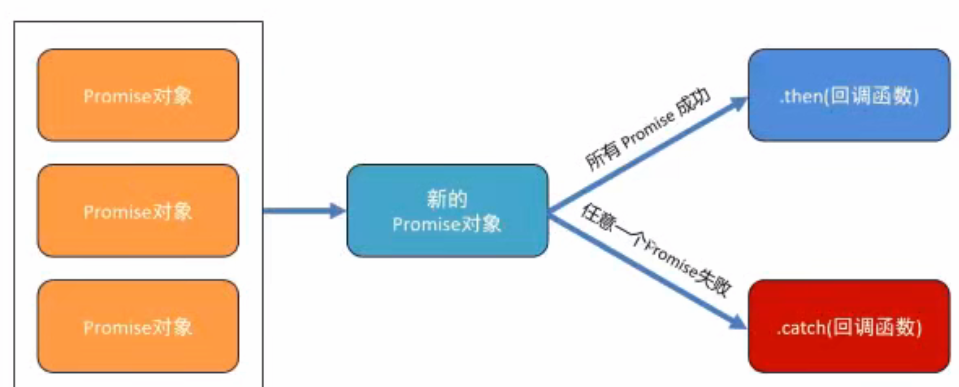 Promise对象
Promise对象
Promise对象
新的
Promise对象
所有 Promise 成功
任意一个Promise失败
.then(回调函数)
.catch(回调函数)